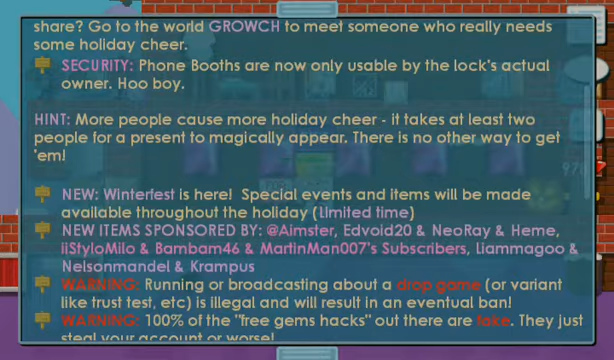 share? Go to the world GROWCH to meet someone who really needs
some holiday cheer.
SECURITY: Phone Booths are now only usable by the lock's actual
owner. Hoo boy.
HINT: More people cause more holiday cheer - it takes at least two
people for a present to magically appear. There is no other way to get
'em!
NEW: Winterfest is here! Special events and items will be made
available throughout the holiday (Limited time)
NEW ITEMS SPONSORED BY: @Aimster, Edvoid20 & NeoRay & Heme,
iiStyloMilo & Bambam46 & MartinMan007's Subscribers, Liammagoo &
Nelsonmandel & Krampus
WARNING: Running or broadcasting about a drop game (or variant
like trust test, etc) is illegal and will result in an eventual ban!
WARNING: 100% of the "free gems hacks" out there are fake. They just
steal your account or worse!